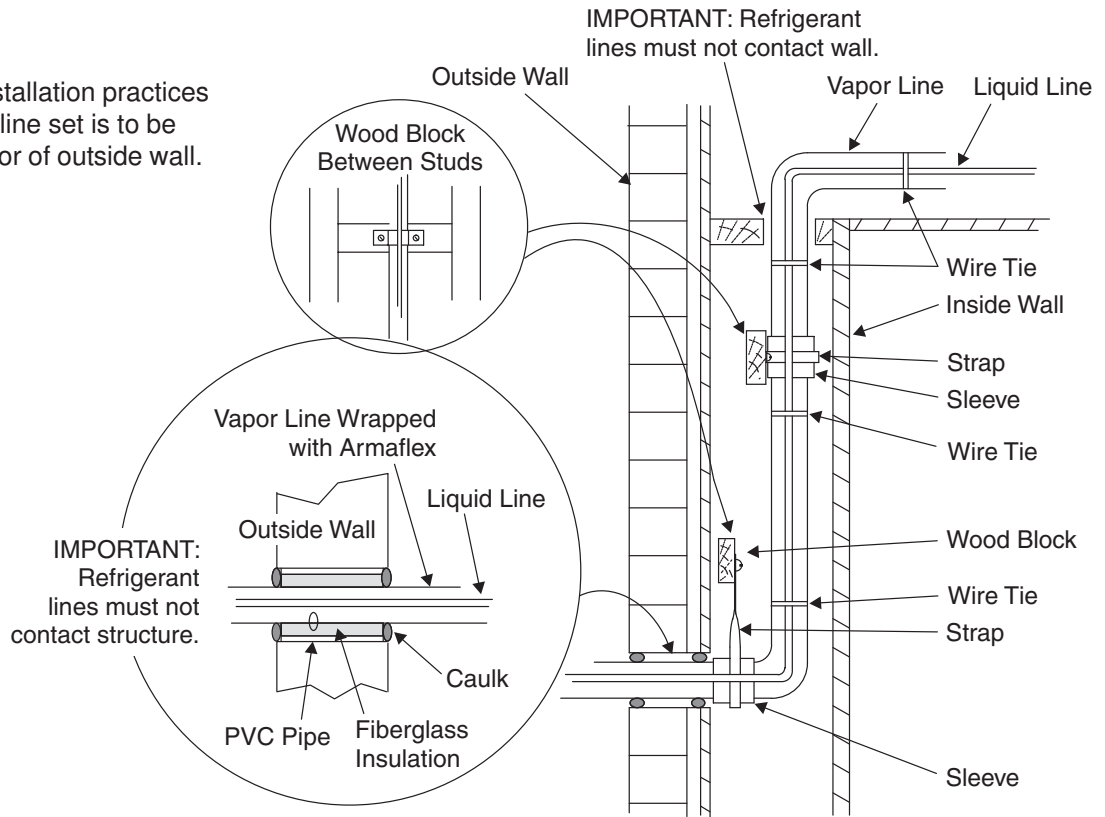 stallation practices
line set is to be
or of outside wall.
IMPORTANT: Refrigerant
lines must not contact wall.
Outside Wall
Vapor Line
Liquid Line
Wood Block
Between Studs
Wire Tie
Inside Wall
Strap
Sleeve
Wire Tie
Vapor Line Wrapped
with Armaflex
Liquid Line
Outside Wall
IMPORTANT:
Refrigerant
lines must not
contact structure.
Caulk
PVC Pipe
Fiberglass
Insulation
Wood Block
Wire Tie
Strap
Sleeve